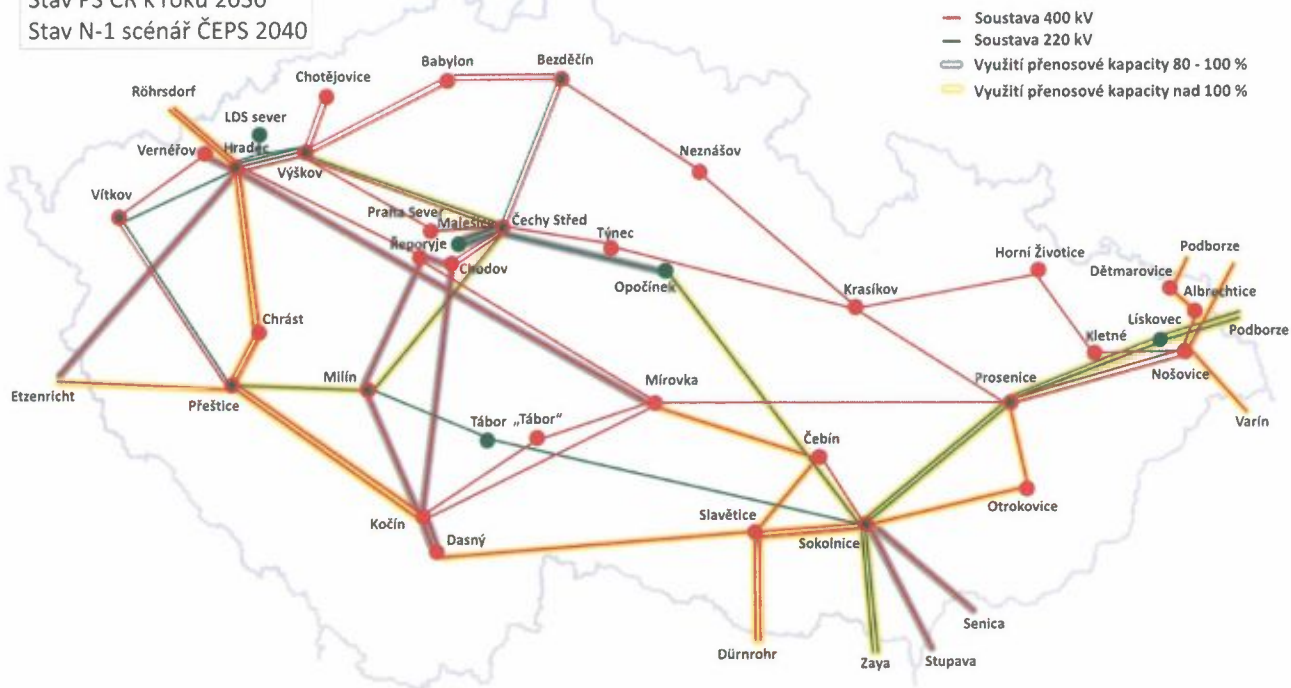 Stav PS ČR k roku 2030
Stav N-1 scénář ČEPS 2040
Soustava 400 kV
Soustava 220 kV
Využití přenosové kapacity 80 - 100 %
Využití přenosové kapacity nad 100 %
Babylon
Bezděčín
Chotějovice
Röhrsdorf
LDS sever
Vernéřov
Hradec
Výškov
Neznášov
Vítkov
Praha Sever
Malešice
Čechy Střed
Týnec
Řeporyje
Chodov
Opočínek
Krasíkov
Horní Životice
Podborze
Dětmarovice
Albrechtice
Lískovec
Podborze
Kletné
Nošovice
Chrást
Etzenricht
Přeštice
Milín
Mírovka
Prosenice
Varín
Tábor
„Tábor“
Čebín
Otrokovice
Kočín
Dasný
Slavětice
Sokolnice
Senica
Dürnrohr
Zaya
Stupava